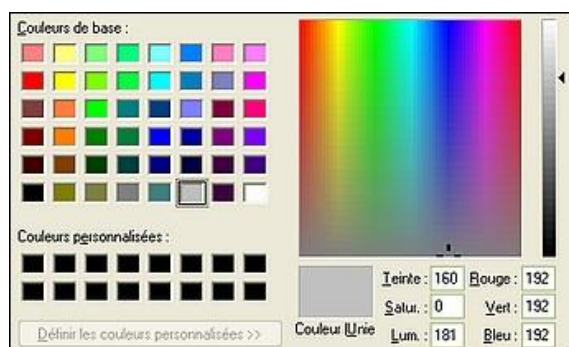 Couleurs de base :
Couleurs personnalisées :
Définir les couleurs personnalisées >>
Couleur Unie
Teinte : 160 Rouge : 192
Satur. : 0 Vert : 192
Lum. : 181 Bleu : 192